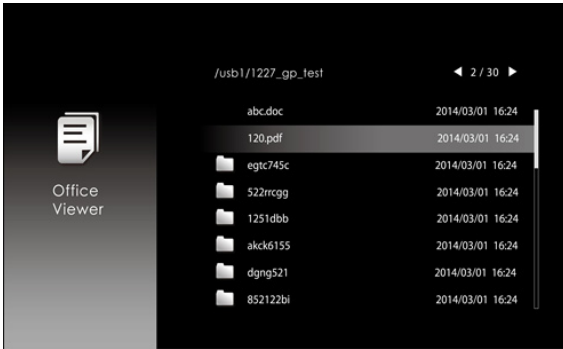 /usb1/1227_gp_test ◀ 2 / 30 ▶
abc.doc 2014/03/01 16:24
120.pdf 2014/03/01 16:24
egtc745c 2014/03/01 16:24
522rrcgg 2014/03/01 16:24
1251dbb 2014/03/01 16:24
akck6155 2014/03/01 16:24
dgng521 2014/03/01 16:24
852122bi 2014/03/01 16:24
Office
Viewer